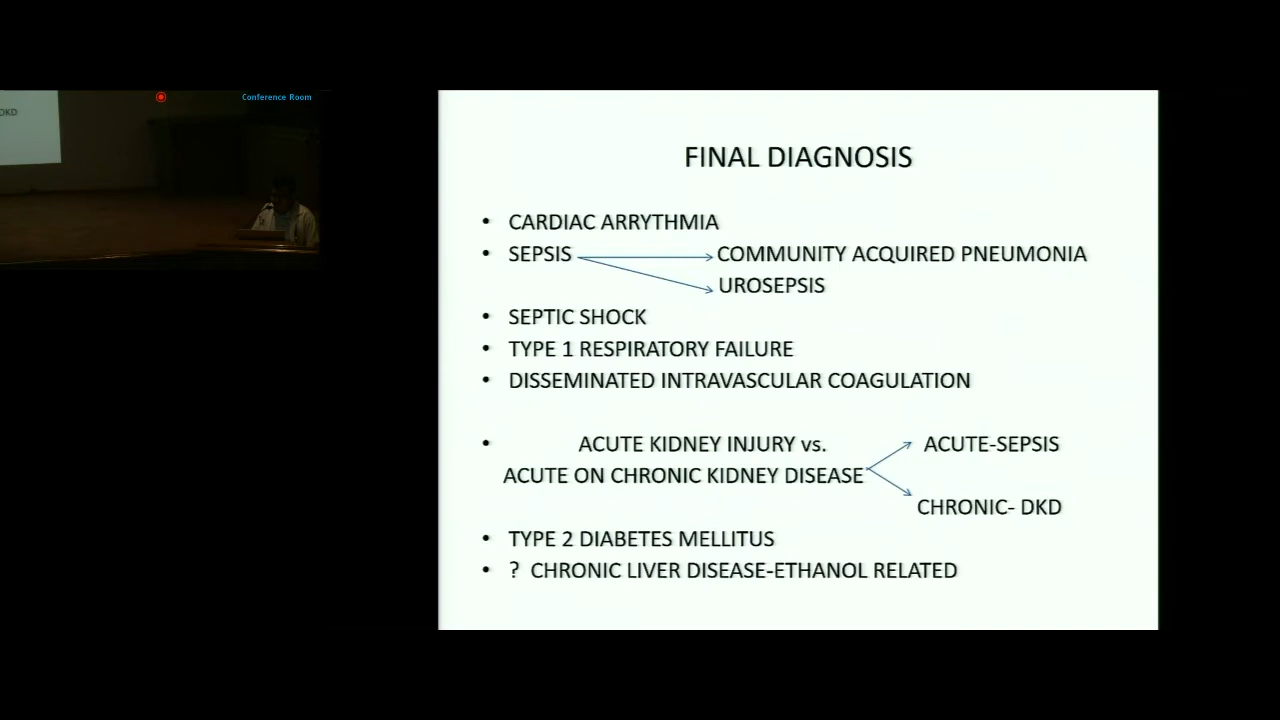 DKD
Conference Room
FINAL DIAGNOSIS
• CARDIAC ARRYTHMIA
• SEPSIS COMMUNITY ACQUIRED PNEUMONIA
UROSEPSIS
• SEPTIC SHOCK
• TYPE 1 RESPIRATORY FAILURE
• DISSEMINATED INTRAVASCULAR COAGULATION
• ACUTE KIDNEY INJURY vs. ACUTE-SEPSIS
ACUTE ON CHRONIC KIDNEY DISEASE
CHRONIC- DKD
• TYPE 2 DIABETES MELLITUS
• ? CHRONIC LIVER DISEASE-ETHANOL RELATED